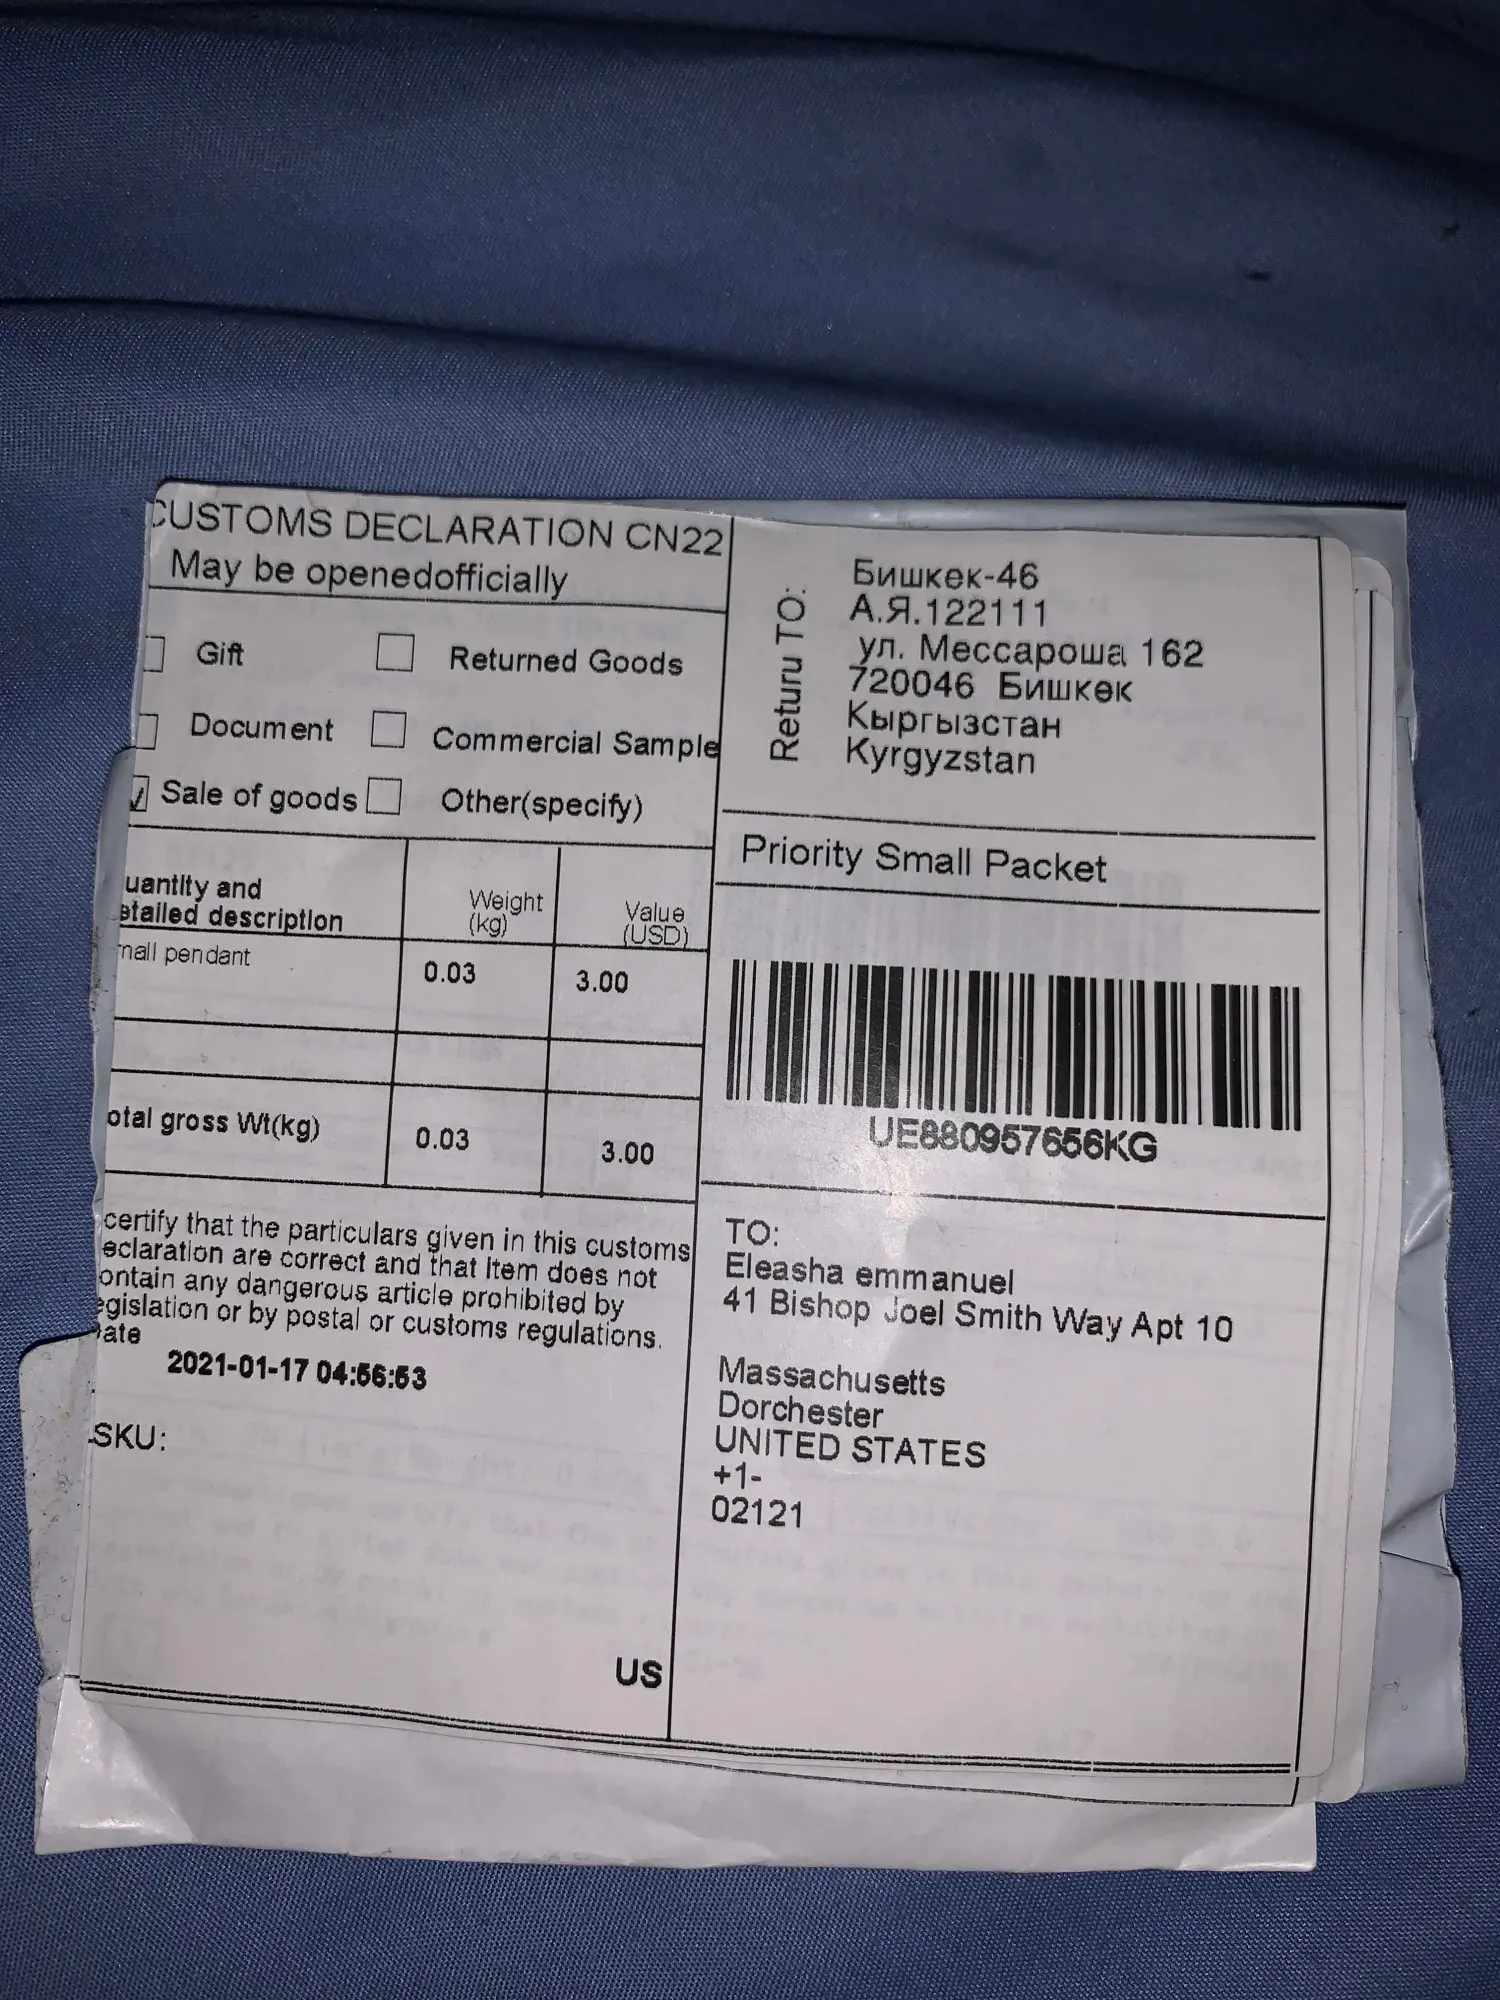 CUSTOMS DECLARATION CN22
May be openedofficially
Gift
Returned Goods
Document
Commercial Sample
Sale of goods
Other(specify)
uantity and
etailed description
Weight
(kg)
Value
(USD)
mall pendant
0.03
3.00
otal gross Wt(kg)
0.03
3.00
certify that the particulars given in this customs
eclaration are correct and that Item does not
ontain any dangerous article prohibited by
egislation or by postal or customs regulations.
ate
2021-01-17 04:56:53
SKU:
US
Returu TO:
Бишкек-46
А.Я.122111
ул. Мессароша 162
720046 Бишкек
Кыргызстан
Kyrgyzstan
Priority Small Packet
UE880957656KG
TO:
Eleasha emmanuel
41 Bishop Joel Smith Way Apt 10
Massachusetts
Dorchester
UNITED STATES
+1-
02121